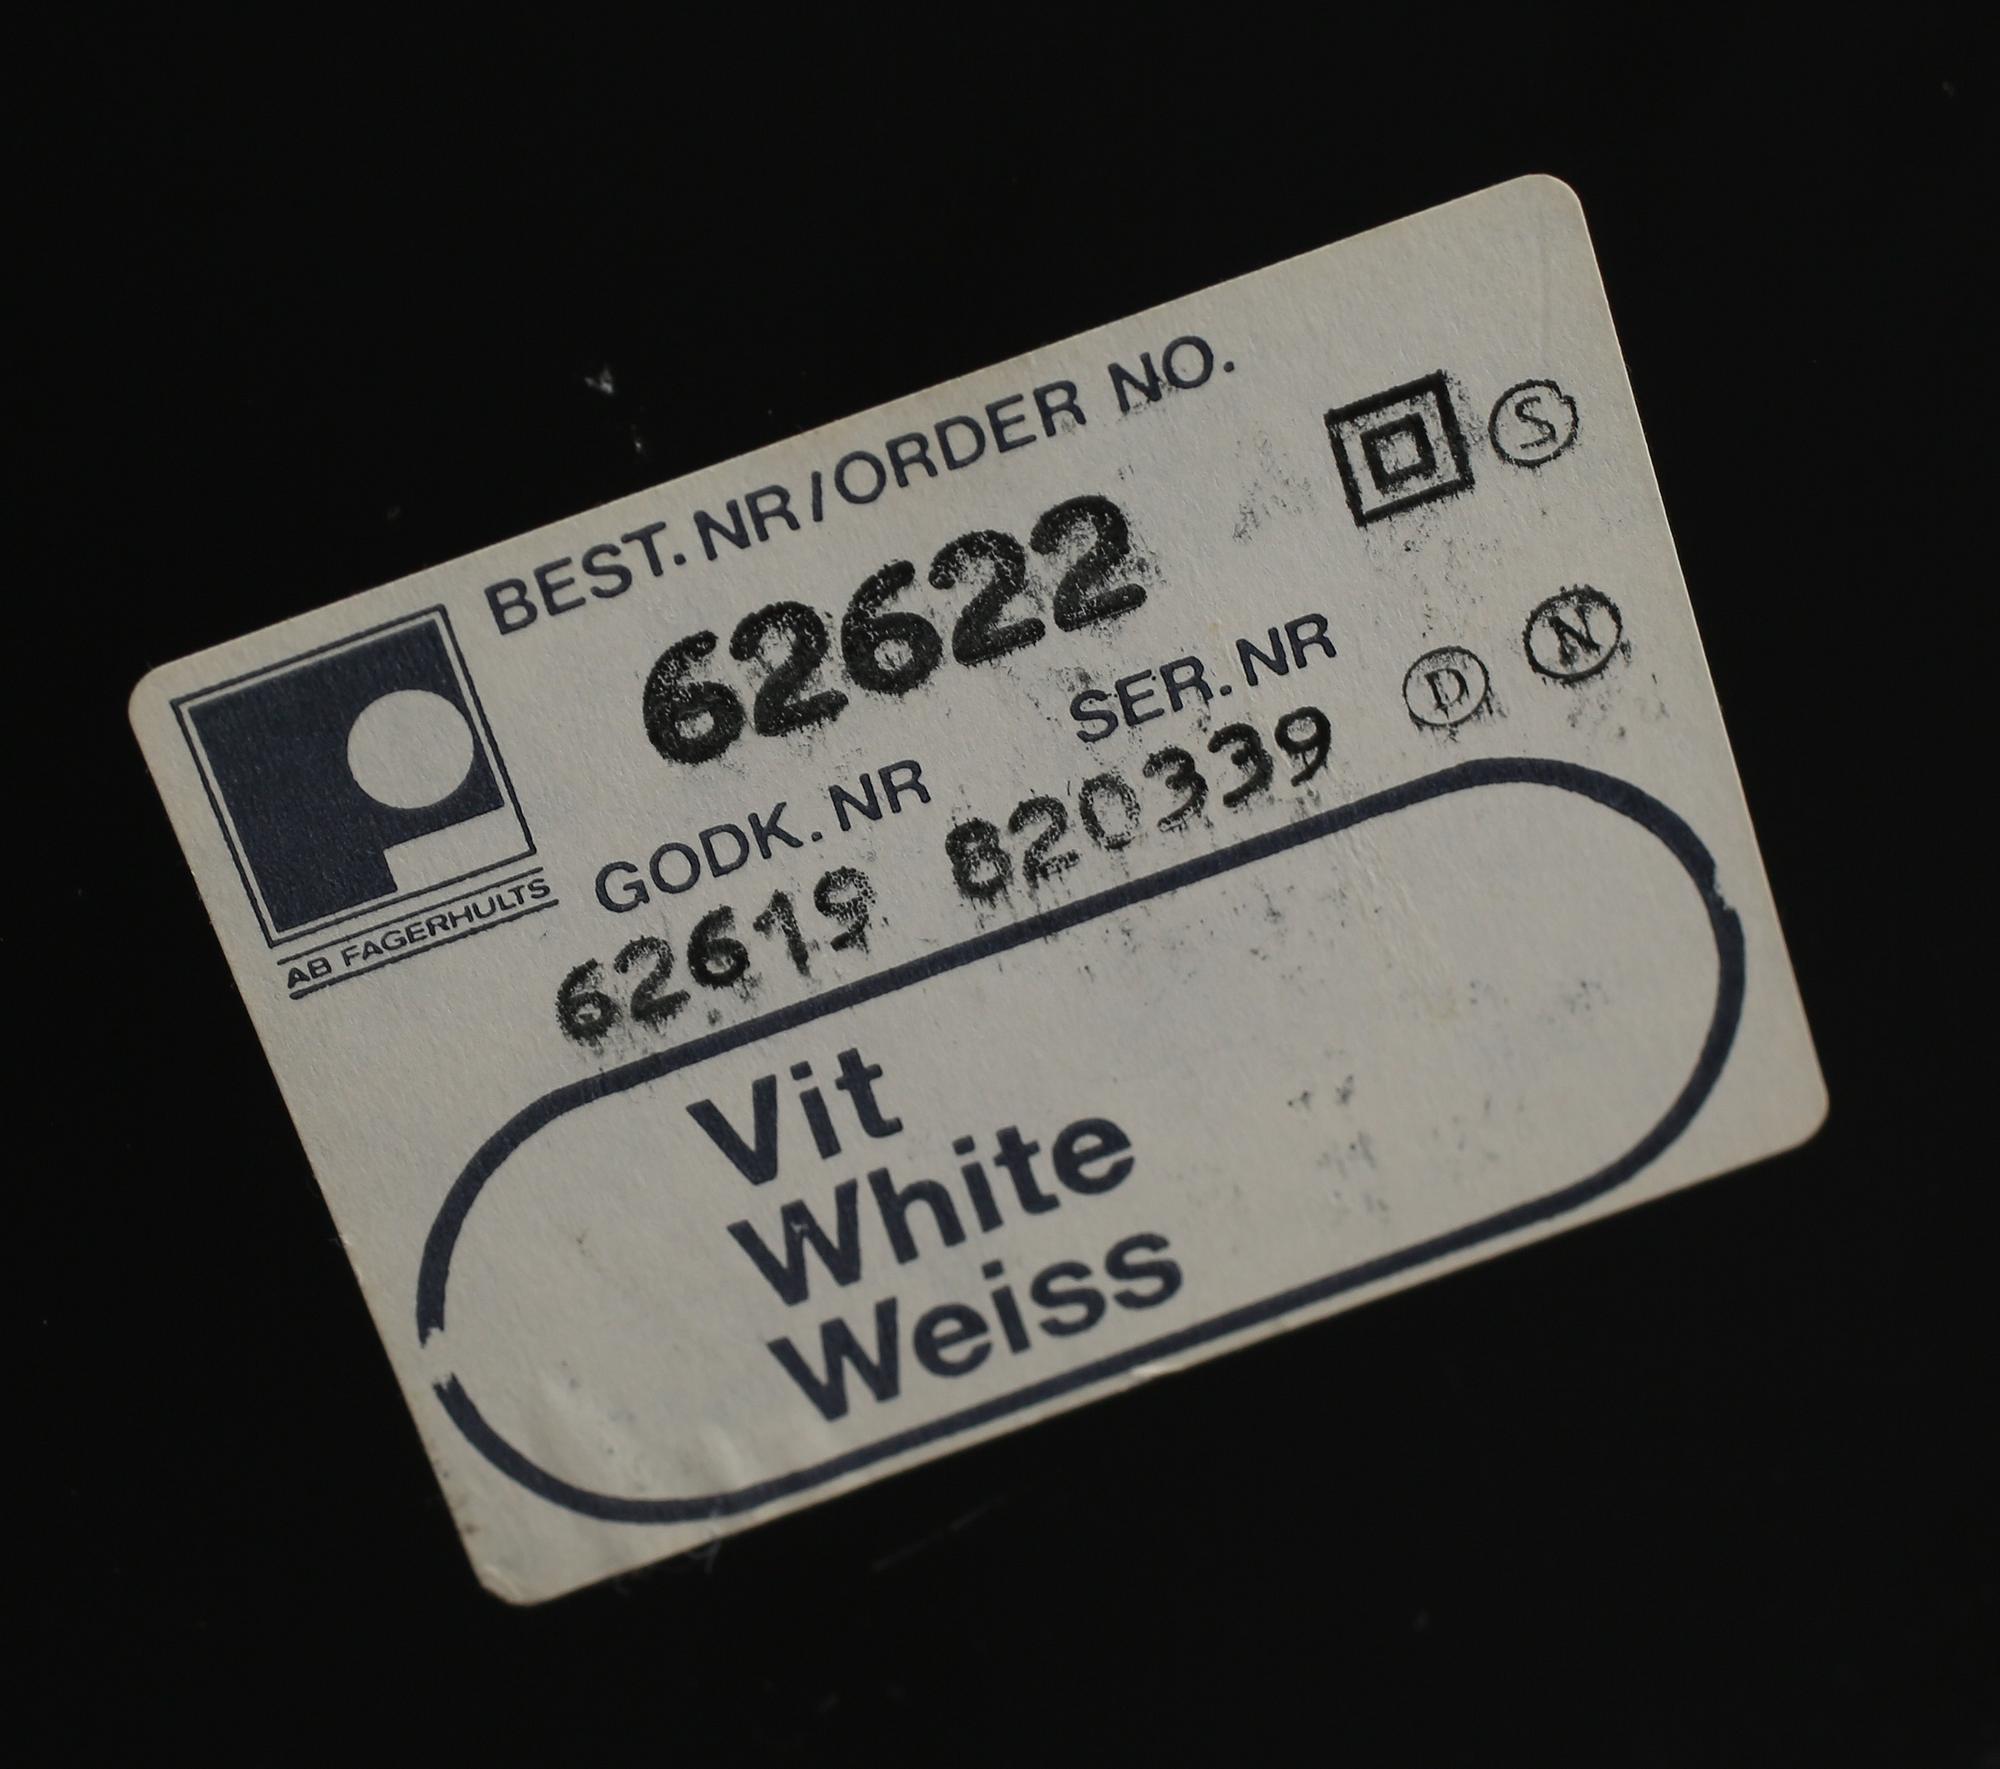 BEST. NR/ORDER NO.
62622
S
AB FAGERHULTS
GODK. NR SER. NR
62619 820339
D N
Vit
White
Weiss